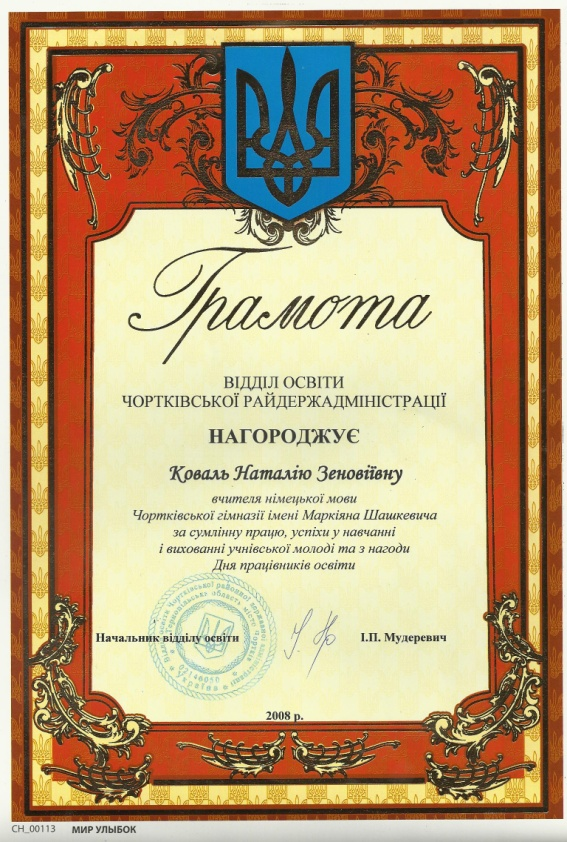 Грамота
ВІДДІЛ ОСВІТИ
ЧОРТКІВСЬКОЇ РАЙДЕРЖАДМІНІСТРАЦІЇ
НАГОРОДЖУЄ
Коваль Наталію Зеновіївну
вчителя німецької мови
Чортківської гімназії імені Маркіяна Шашкевича
за сумлінну працю, успіхи у навчанні
і вихованні учнівської молоді та з нагоди
Дня працівників освіти
Начальник відділу освіти І.П. Мудеревич
02146050
Україна
2008 р.
CH_00113 МИР УЛЫБОК